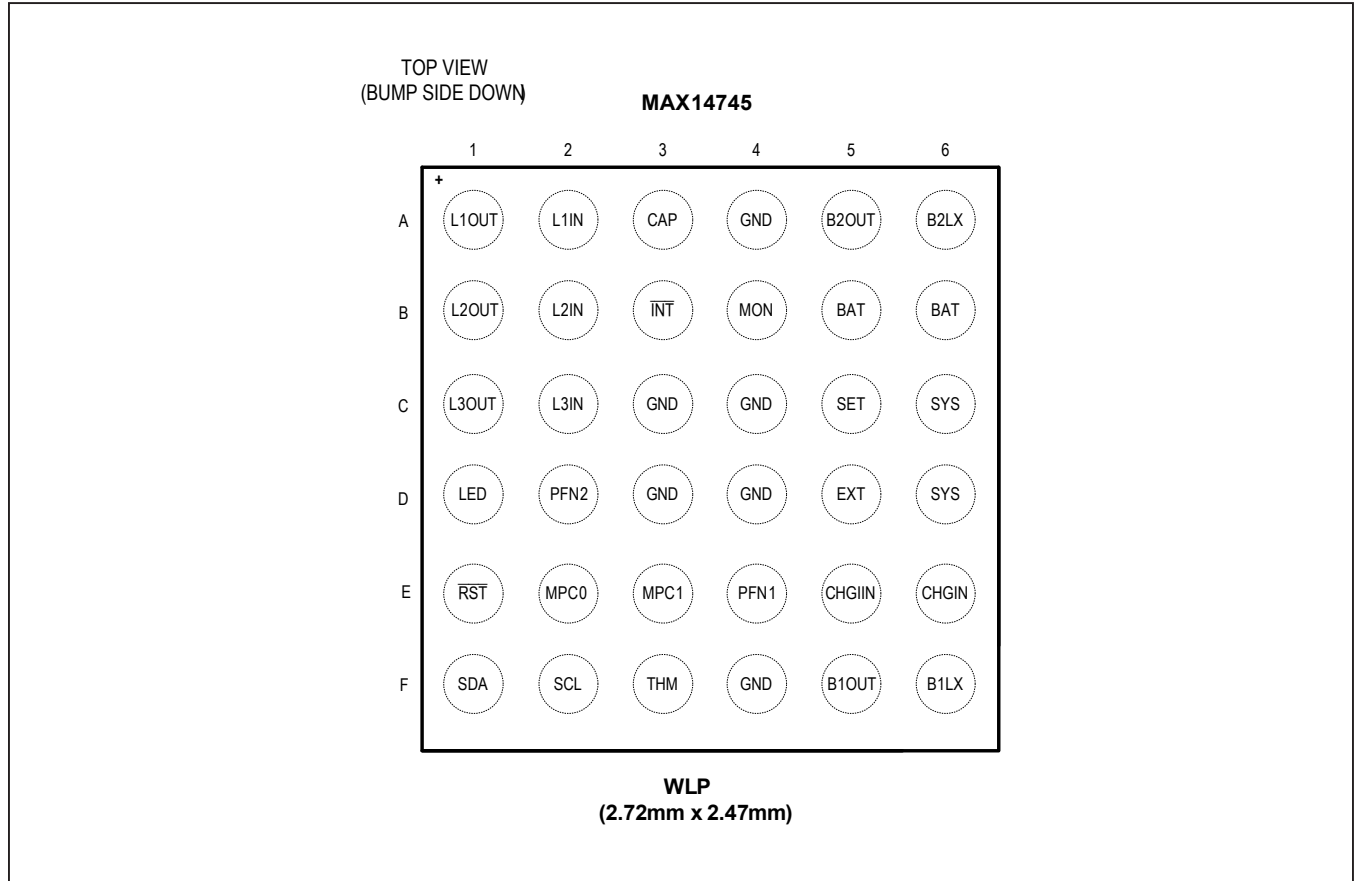 TOP VIEW
(BUMP SIDE DOWN)
MAX14745
1 2 3 4 5 6
+
A L1OUT L1IN CAP GND B2OUT B2LX
B L2OUT L2IN INT MON BAT BAT
C L3OUT L3IN GND GND SET SYS
D LED PFN2 GND GND EXT SYS
E RST MPC0 MPC1 PFN1 CHGIIN CHGIN
F SDA SCL THM GND B1OUT B1LX
WLP
(2.72mm x 2.47mm)